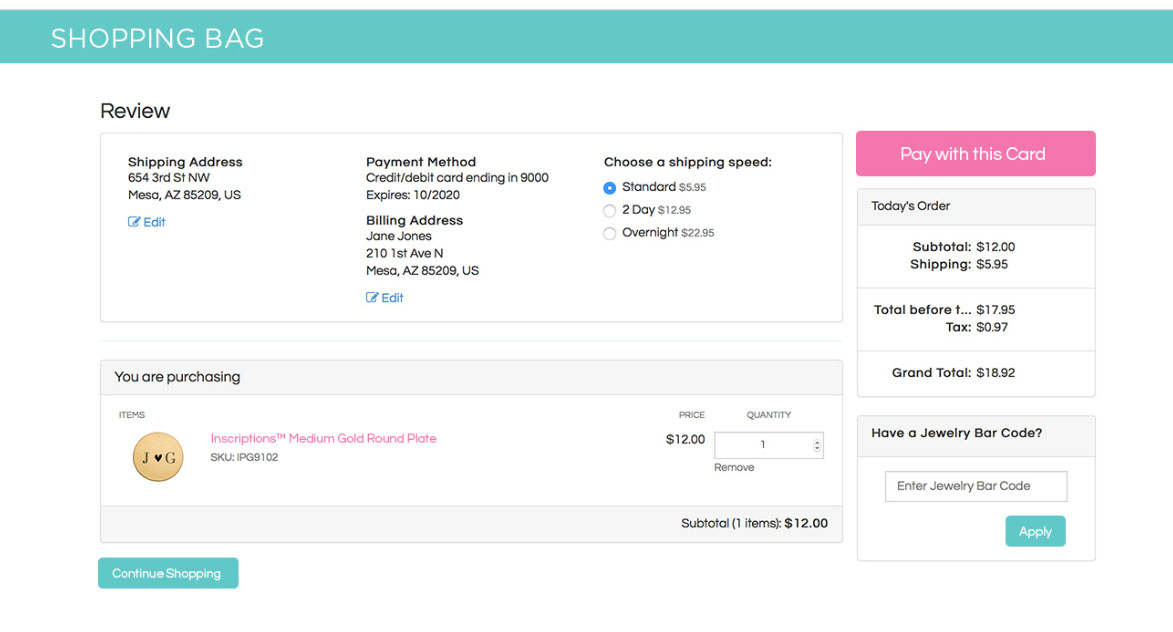 SHOPPING BAG
Review
Shipping Address
654 3rd St NW
Mesa, AZ 85209, US
Edit
Payment Method
Credit/debit card ending in 9000
Expires: 10/2020
Billing Address
Jane Jones
210 1st Ave N
Mesa, AZ 85209, US
Edit
Choose a shipping speed:
Standard $5.95
2 Day $12.95
Overnight $22.95
Pay with this Card
Today's Order
Subtotal: $12.00
Shipping: $5.95
Total before t... $17.95
Tax: $0.97
Grand Total: $18.92
You are purchasing
ITEMS PRICE QUANTITY
J ♥ G
Inscriptions™ Medium Gold Round Plate $12.00 1
SKU: IPG9102
Remove
Subtotal (1 items): $12.00
Have a Jewelry Bar Code?
Enter Jewelry Bar Code
Apply
Continue Shopping